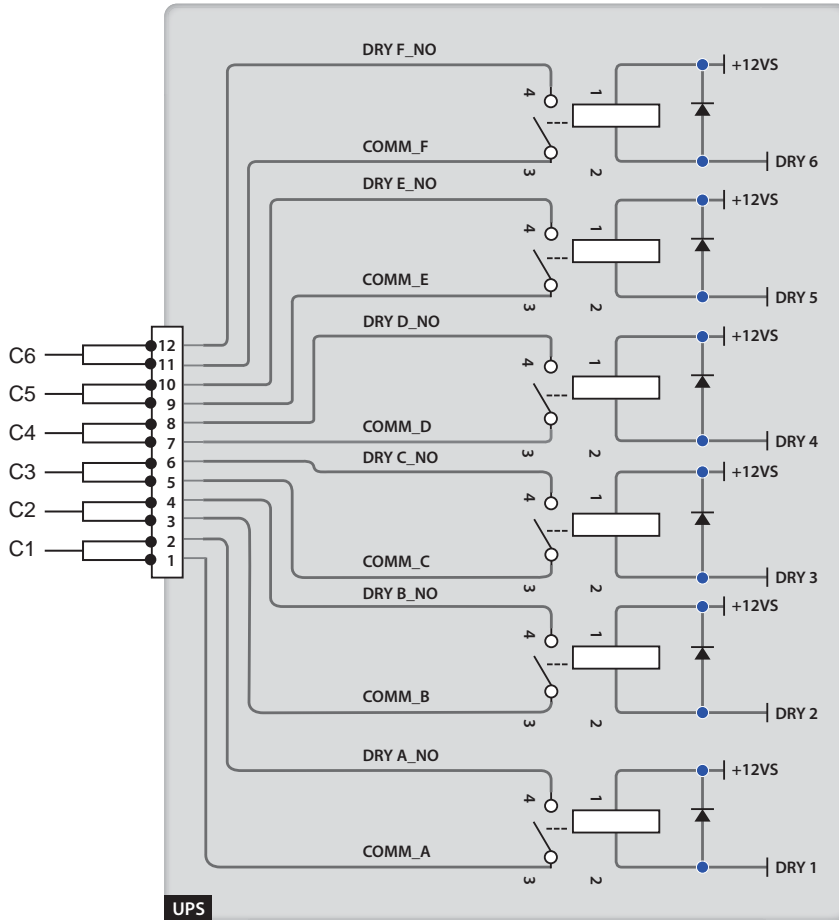 DRY F_NO
+12VS
4
1
COMM_F
DRY 6
3
2
DRY E_NO
+12VS
4
1
COMM_E
DRY 5
3
2
DRY D_NO
+12VS
4
1
COMM_D
DRY 4
3
2
DRY C_NO
+12VS
4
1
COMM_C
DRY 3
3
2
DRY B_NO
+12VS
4
1
COMM_B
DRY 2
3
2
DRY A_NO
+12VS
4
1
COMM_A
DRY 1
3
2
C6
12
11
C5
10
9
C4
8
7
C3
6
5
C2
4
3
C1
2
1
UPS